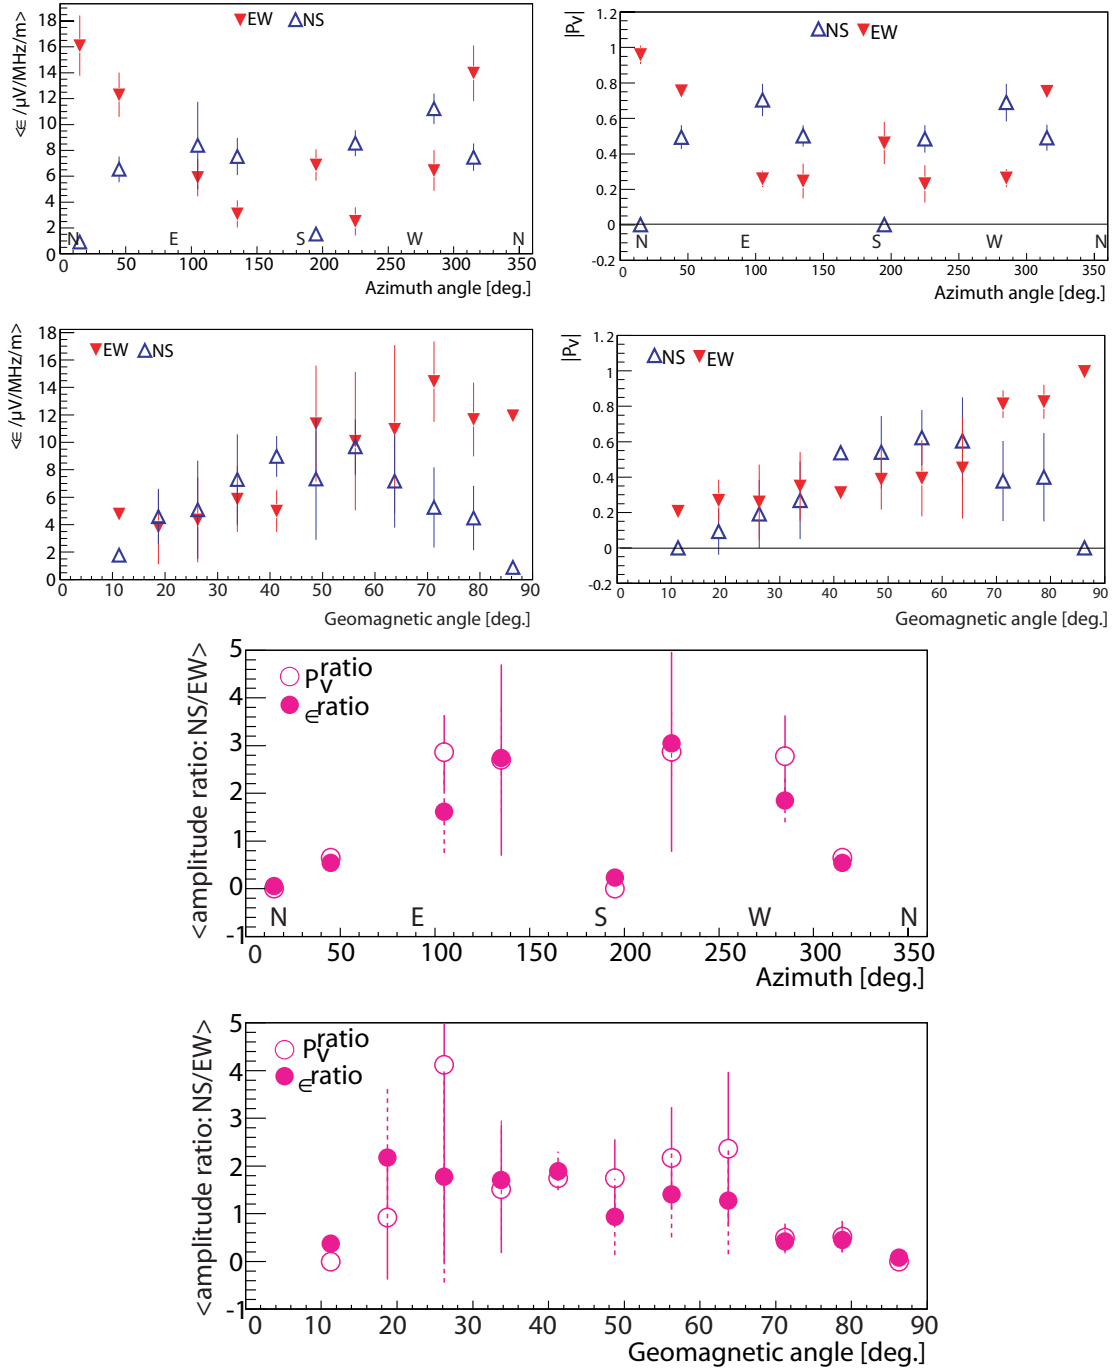 <ϵ /μV/MHz/m>
18
16
14
12
10
8
6
4
2
0
EW NS
N E S W N
0 50 100 150 200 250 300 350
Azimuth angle [deg.]
|Pv|
1.2
1
0.8
0.6
0.4
0.2
0
-0.2
NS EW
N E S W N
0 50 100 150 200 250 300 350
Azimuth angle [deg.]
<ϵ /μV/MHz/m>
18
16
14
12
10
8
6
4
2
0
EW NS
0 10 20 30 40 50 60 70 80 90
Geomagnetic angle [deg.]
|Pv|
1.2
1
0.8
0.6
0.4
0.2
0
-0.2
NS EW
0 10 20 30 40 50 60 70 80 90
Geomagnetic angle [deg.]
<amplitude ratio: NS/EW>
5
4
3
2
1
0
-1
Pv ratio
ϵ ratio
N E S W N
0 50 100 150 200 250 300 350
Azimuth [deg.]
<amplitude ratio: NS/EW>
5
4
3
2
1
0
-1
Pv ratio
ϵ ratio
0 10 20 30 40 50 60 70 80 90
Geomagnetic angle [deg.]